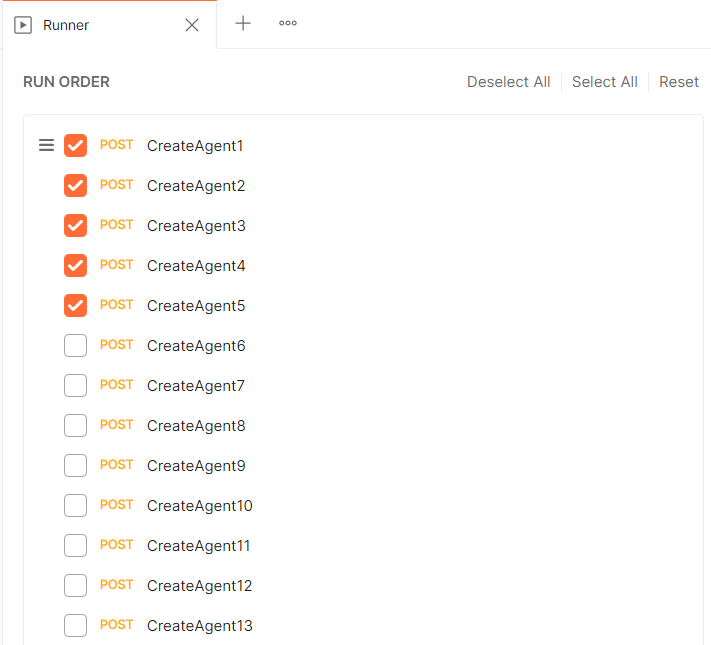 Runner
RUN ORDER Deselect All Select All Reset
POST CreateAgent1
POST CreateAgent2
POST CreateAgent3
POST CreateAgent4
POST CreateAgent5
POST CreateAgent6
POST CreateAgent7
POST CreateAgent8
POST CreateAgent9
POST CreateAgent10
POST CreateAgent11
POST CreateAgent12
POST CreateAgent13